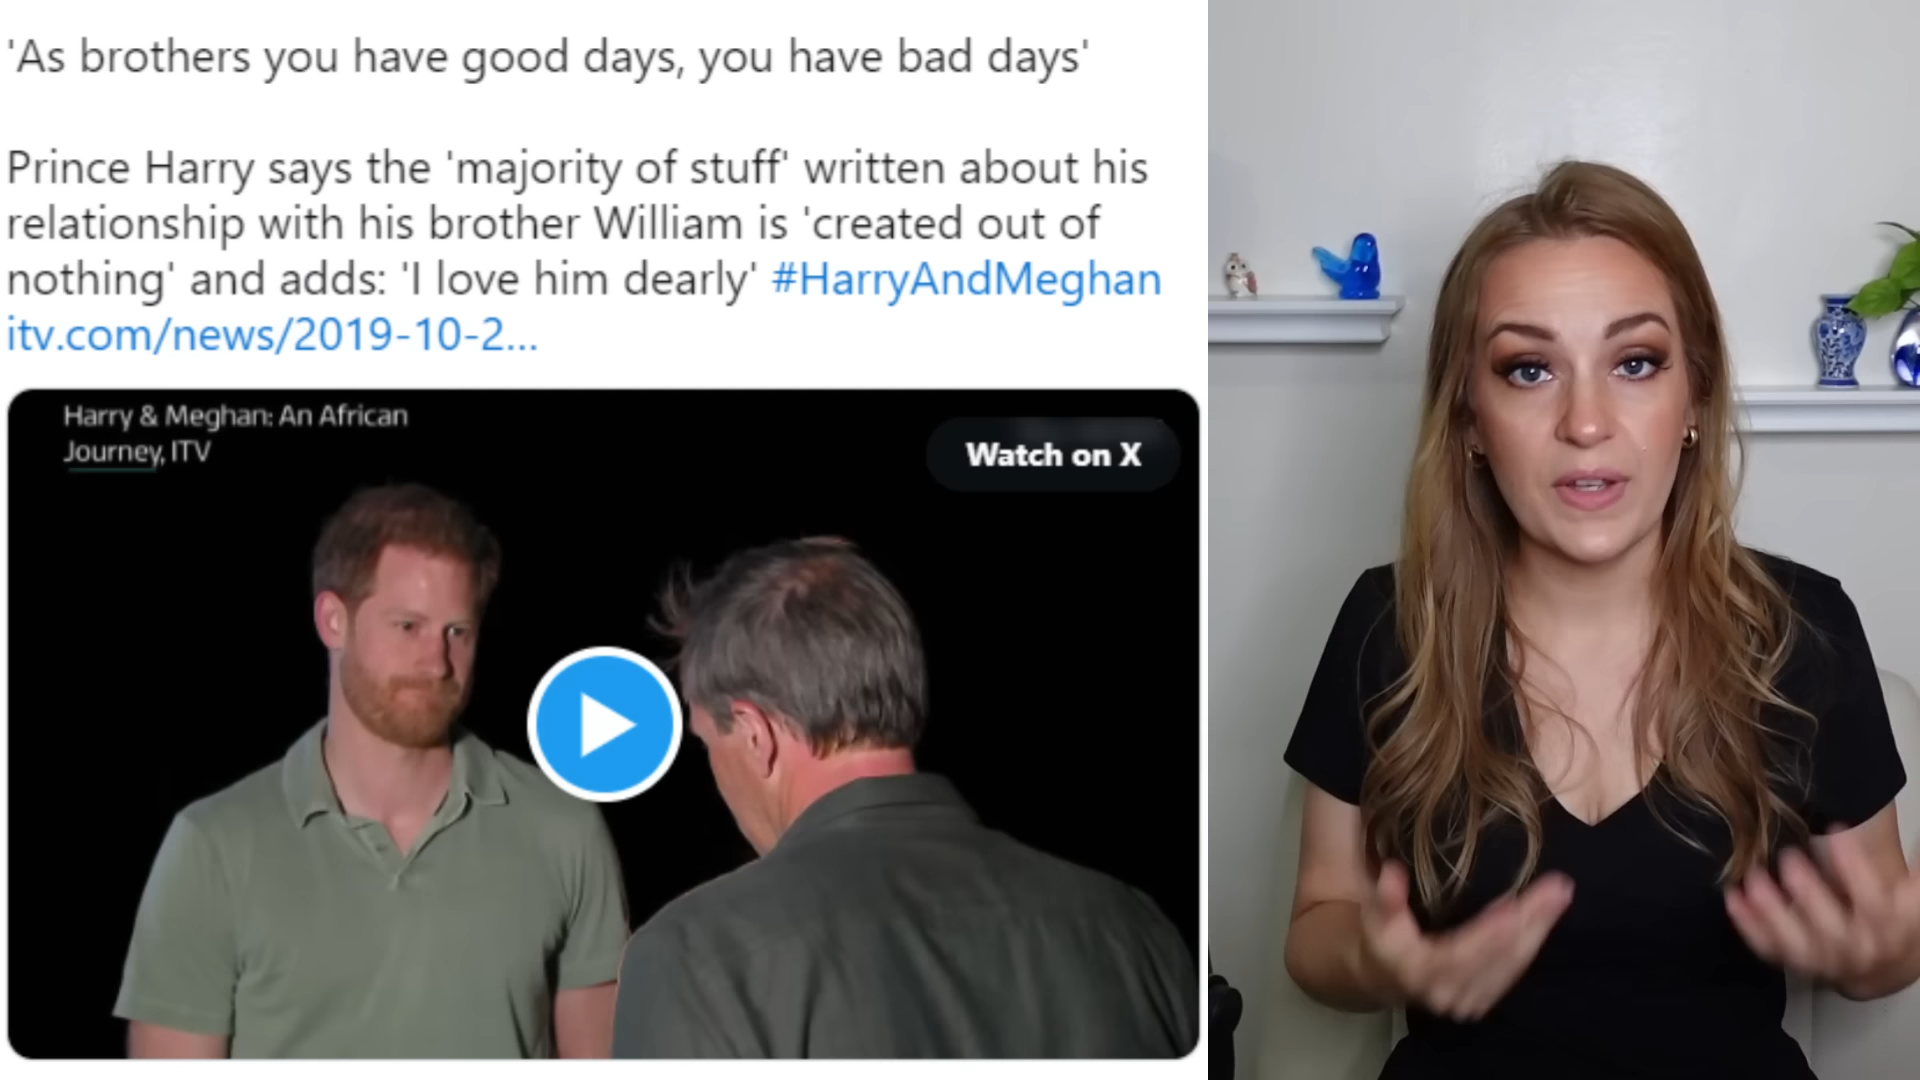 'As brothers you have good days, you have bad days'
Prince Harry says the 'majority of stuff' written about his
relationship with his brother William is 'created out of
nothing' and adds: 'I love him dearly' #HarryAndMeghan
itv.com/news/2019-10-2...
Harry & Meghan: An African
Journey, ITV
Watch on X